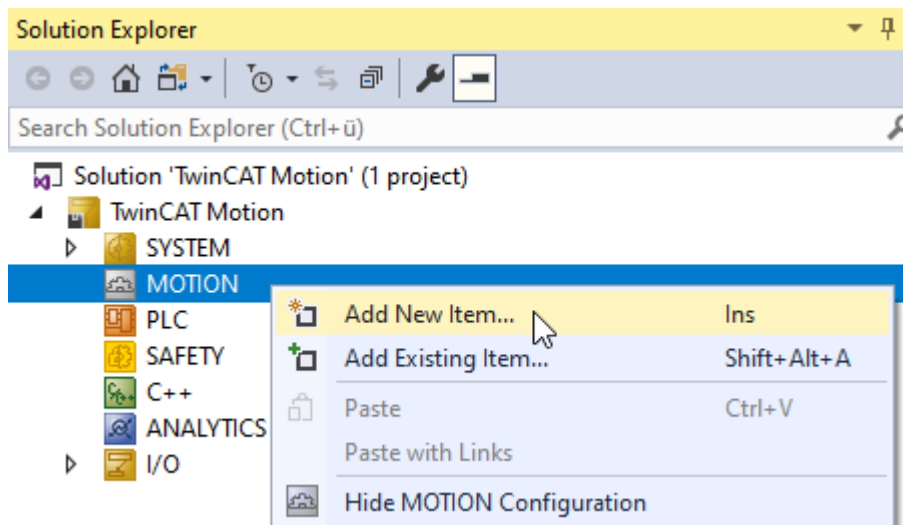 Solution Explorer
Search Solution Explorer (Ctrl+ü)
Solution 'TwinCAT Motion' (1 project)
TwinCAT Motion
SYSTEM
MOTION
PLC
SAFETY
C++
ANALYTICS
I/O
Add New Item... Ins
Add Existing Item... Shift+Alt+A
Paste Ctrl+V
Paste with Links
Hide MOTION Configuration